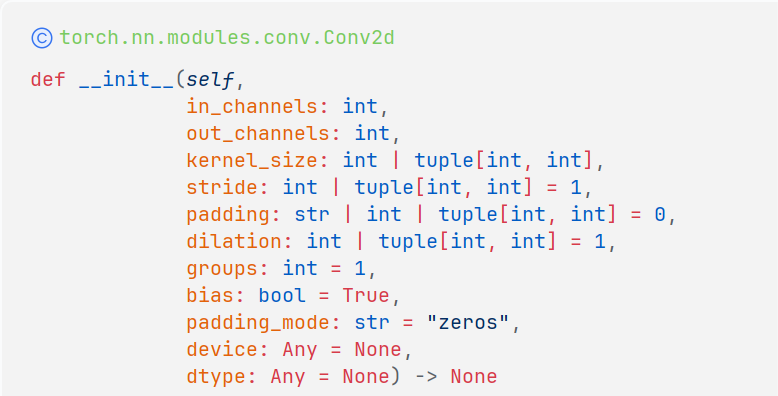 © torch.nn.modules.conv.Conv2d
def __init__(self,
             in_channels: int,
             out_channels: int,
             kernel_size: int | tuple[int, int],
             stride: int | tuple[int, int] = 1,
             padding: str | int | tuple[int, int] = 0,
             dilation: int | tuple[int, int] = 1,
             groups: int = 1,
             bias: bool = True,
             padding_mode: str = "zeros",
             device: Any = None,
             dtype: Any = None) -> None